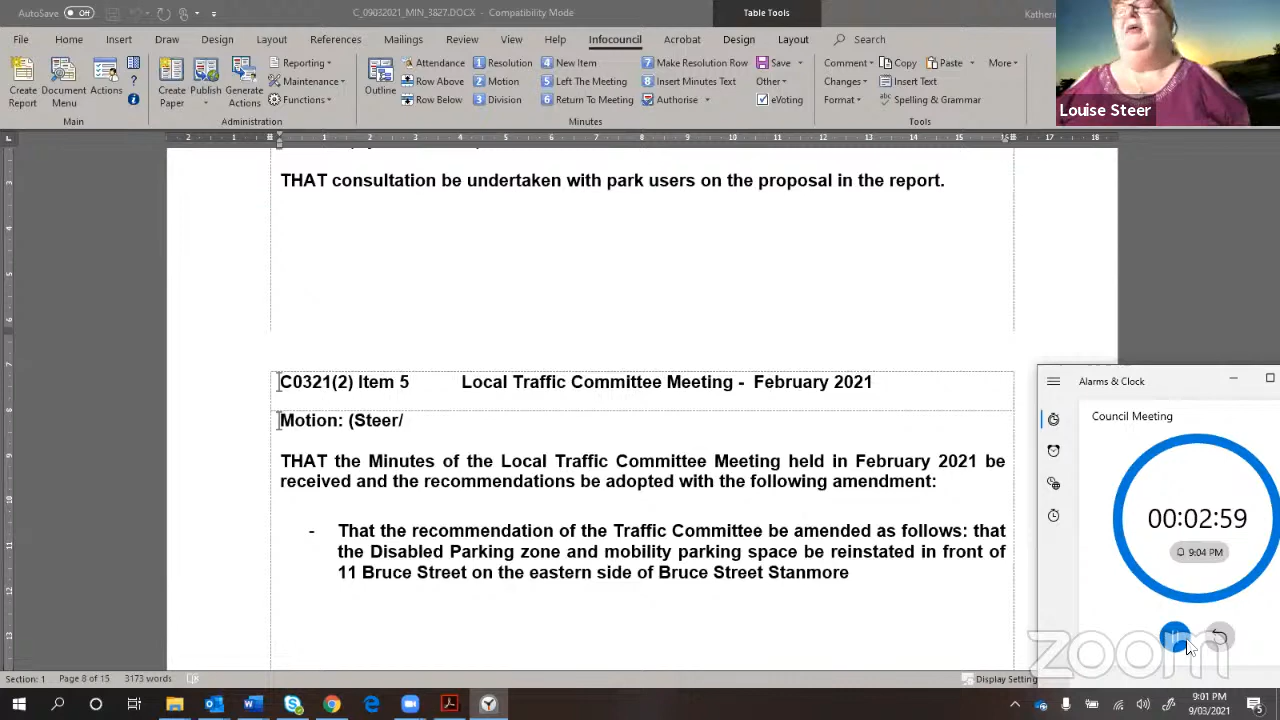 AutoSave Off
C_09032021_MIN_3827.DOCX - Compatibility Mode
Table Tools
File Home Insert Draw Design Layout References Mailings Review View Help Infocouncil Acrobat Design Layout Search
Create Report
Document Menu
Actions
Main
Create Paper
Publish
Generate Actions
Reporting
Maintenance
Functions
Administration
Outline
Attendance
Row Above
Row Below
1 Resolution
2 Motion
3 Division
4 New Item
5 Left The Meeting
6 Return To Meeting
7 Make Resolution Row
8 Insert Minutes Text
9 Authorise
Minutes
Save
Other
eVoting
Comment
Changes
Format
Copy
Paste
Insert Text
Spelling & Grammar
Tools
More
Louise Steer
THAT consultation be undertaken with park users on the proposal in the report.
C0321(2) Item 5 Local Traffic Committee Meeting - February 2021
Motion: (Steer/
THAT the Minutes of the Local Traffic Committee Meeting held in February 2021 be
received and the recommendations be adopted with the following amendment:
- That the recommendation of the Traffic Committee be amended as follows: that
the Disabled Parking zone and mobility parking space be reinstated in front of
11 Bruce Street on the eastern side of Bruce Street Stanmore
Alarms & Clock
Council Meeting
00:02:59
9:04 PM
zoom
Section: 1 Page 8 of 15 3173 words
Display Setting
9:01 PM
9/03/2021